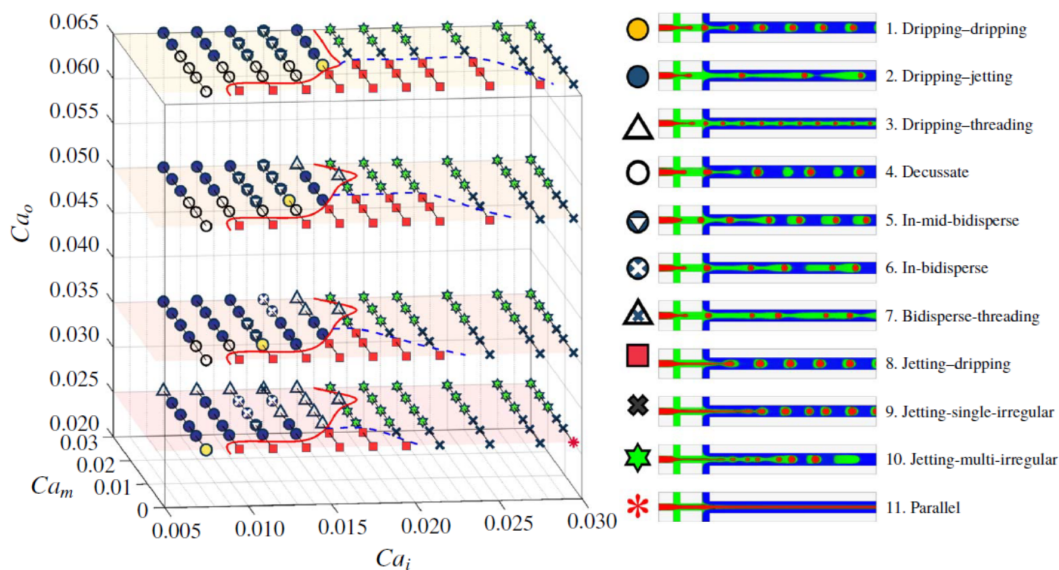 0.065
0.060
0.055
0.050
0.045
0.040
0.035
0.030
0.025
0.020
Ca_o
0.03
0.02
0.01
0
Ca_m
0.005
0.010
0.015
0.020
0.025
0.030
Ca_i
1. Dripping–dripping
2. Dripping–jetting
3. Dripping–threading
4. Decussate
5. In-mid-bidisperse
6. In-bidisperse
7. Bidisperse-threading
8. Jetting–dripping
9. Jetting-single-irregular
10. Jetting-multi-irregular
11. Parallel